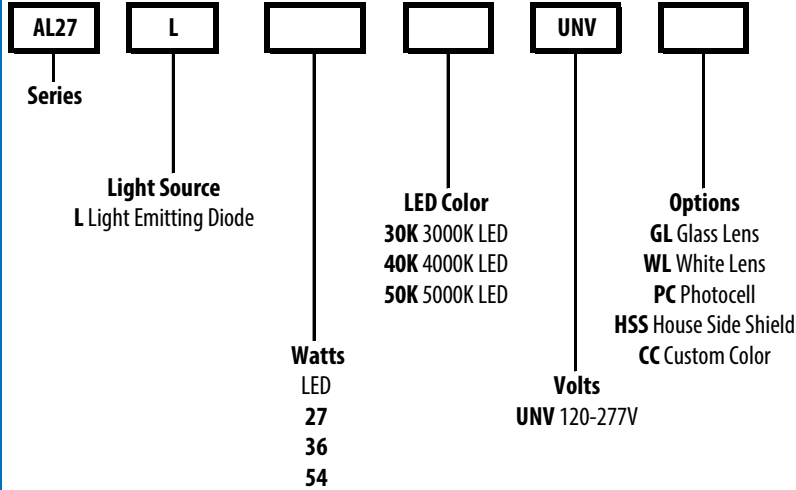 AL27
L
UNV
Series
Light Source
L Light Emitting Diode
Watts
LED
27
36
54
LED Color
30K 3000K LED
40K 4000K LED
50K 5000K LED
Volts
UNV 120-277V
Options
GL Glass Lens
WL White Lens
PC Photocell
HSS House Side Shield
CC Custom Color